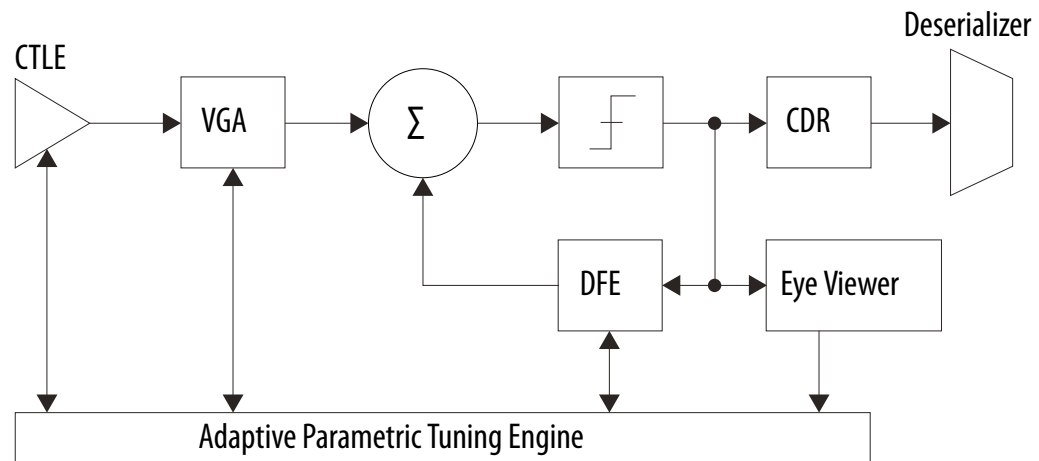 Deserializer
CTLE
VGA
Σ
CDR
DFE
Eye Viewer
Adaptive Parametric Tuning Engine